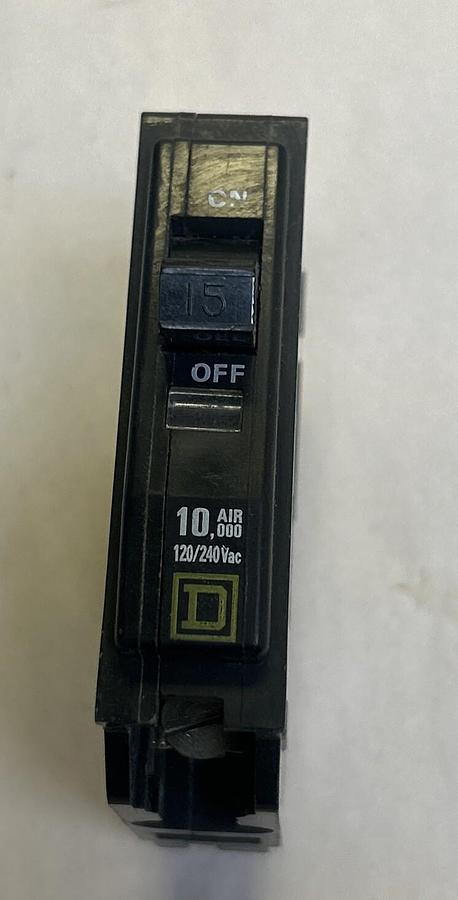 ON
15
OFF
10,000 AIR
120/240Vac
D